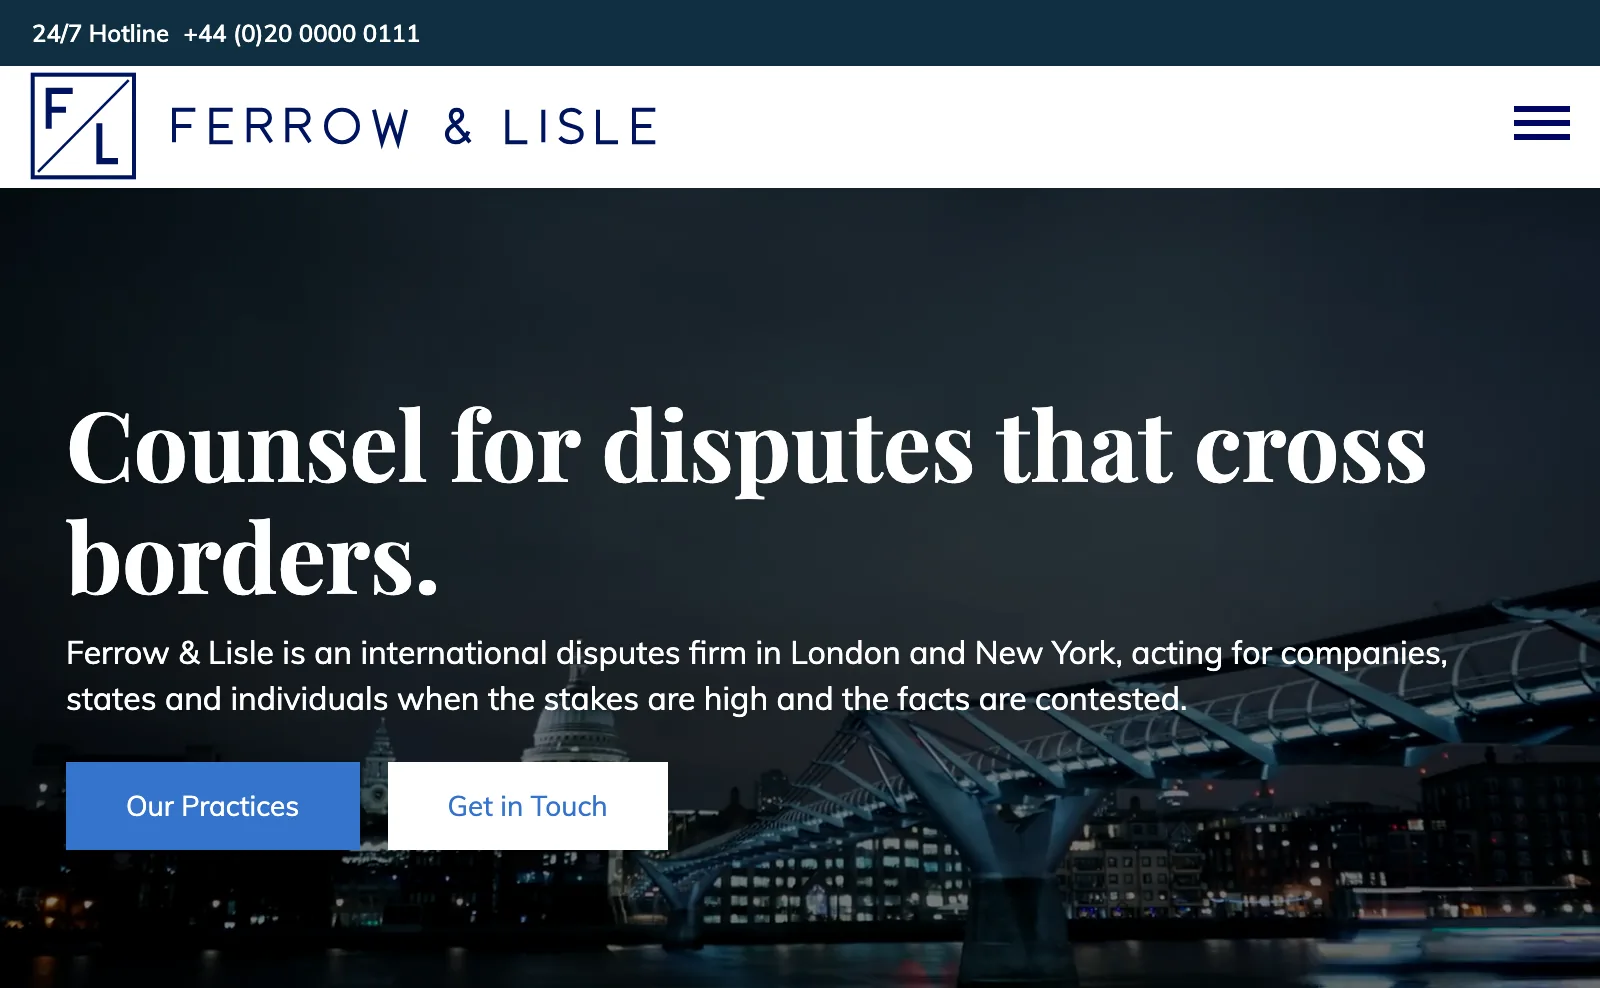 24/7 Hotline +44 (0)20 0000 0111
F
L
FERROW & LISLE
Counsel for disputes that cross
borders.
Ferrow & Lisle is an international disputes firm in London and New York, acting for companies,
states and individuals when the stakes are high and the facts are contested.
Our Practices
Get in Touch